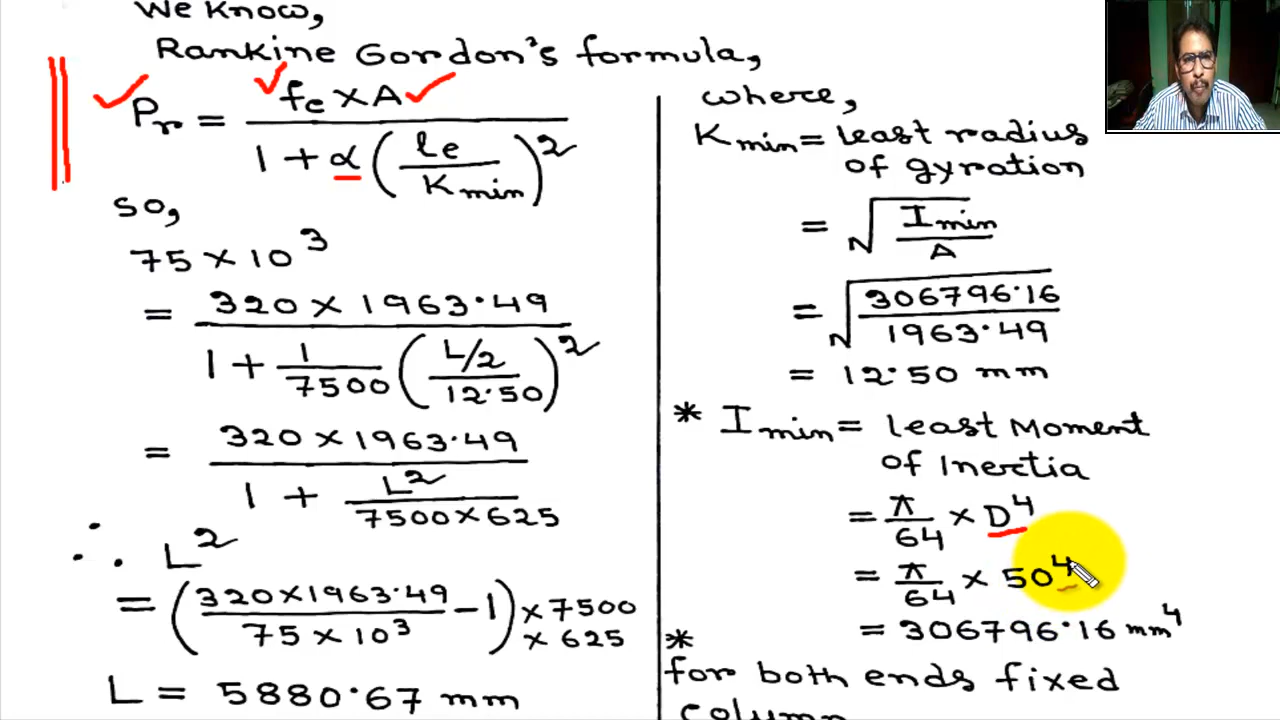 We know,
Rankine Gordon's formula,
Pr = fc × A / 1 + α (le / Kmin)²
so,
75 × 10³
= 320 × 1963.49 / 1 + 1/7500 (L/2 / 12.50)²
= 320 × 1963.49 / 1 + L² / 7500 × 625
∴ L²
= (320×1963.49 / 75 × 10³ − 1) × 7500 × 625
L = 5880.67 mm
where,
Kmin = least radius
of gyration
= √ Imin / A
= √ 306796.16 / 1963.49
= 12.50 mm
* Imin = least Moment
of Inertia
= π/64 × D⁴
= π/64 × 50⁴
= 306796.16 mm⁴
*
for both ends fixed
column